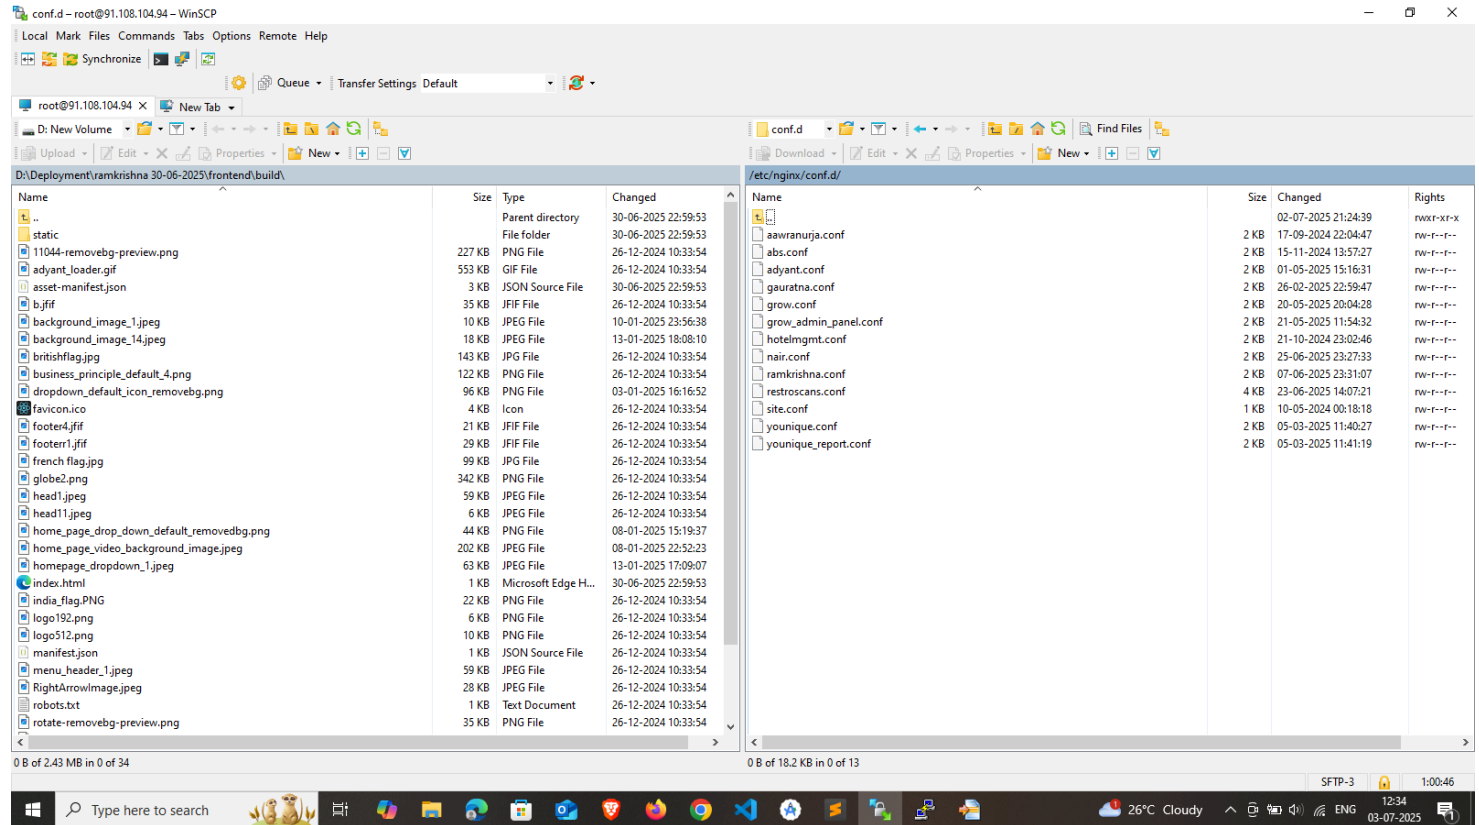 conf.d – root@91.108.104.94 – WinSCP
Local Mark Files Commands Tabs Options Remote Help
Synchronize
Queue Transfer Settings Default
root@91.108.104.94 New Tab
D: New Volume conf.d Find Files
Upload Edit Properties New Download Edit Properties New
D:\Deployment\ramkrishna 30-06-2025\frontend\build\ /etc/nginx/conf.d/
Name Size Type Changed Name Size Changed Rights
.. Parent directory 30-06-2025 22:59:53 .. 02-07-2025 21:24:39 rwxr-xr-x
static File folder 30-06-2025 22:59:53 aawranurja.conf 2 KB 17-09-2024 22:04:47 rw-r--r--
11044-removebg-preview.png 227 KB PNG File 26-12-2024 10:33:54 abs.conf 2 KB 15-11-2024 13:57:27 rw-r--r--
adyant_loader.gif 553 KB GIF File 26-12-2024 10:33:54 adyant.conf 2 KB 01-05-2025 15:16:31 rw-r--r--
asset-manifest.json 3 KB JSON Source File 30-06-2025 22:59:53 gauratna.conf 2 KB 26-02-2025 22:59:47 rw-r--r--
b.jfif 35 KB JFIF File 26-12-2024 10:33:54 grow.conf 2 KB 20-05-2025 20:04:28 rw-r--r--
background_image_1.jpeg 10 KB JPEG File 10-01-2025 23:56:38 grow_admin_panel.conf 2 KB 21-05-2025 11:54:32 rw-r--r--
background_image_14.jpeg 18 KB JPEG File 13-01-2025 18:08:10 hotelmgmt.conf 2 KB 21-10-2024 23:02:46 rw-r--r--
britishflag.jpg 143 KB JPG File 26-12-2024 10:33:54 nair.conf 2 KB 25-06-2025 23:27:33 rw-r--r--
business_principle_default_4.png 122 KB PNG File 26-12-2024 10:33:54 ramkrishna.conf 2 KB 07-06-2025 23:31:07 rw-r--r--
dropdown_default_icon_removebg.png 96 KB PNG File 03-01-2025 16:16:52 restroscans.conf 4 KB 23-06-2025 14:07:21 rw-r--r--
favicon.ico 4 KB Icon 26-12-2024 10:33:54 site.conf 1 KB 10-05-2024 00:18:18 rw-r--r--
footer4.jfif 21 KB JFIF File 26-12-2024 10:33:54 younique.conf 2 KB 05-03-2025 11:40:27 rw-r--r--
footerr1.jfif 29 KB JFIF File 26-12-2024 10:33:54 younique_report.conf 2 KB 05-03-2025 11:41:19 rw-r--r--
french flag.jpg 99 KB JPG File 26-12-2024 10:33:54
globe2.png 342 KB PNG File 26-12-2024 10:33:54
head1.jpeg 59 KB JPEG File 26-12-2024 10:33:54
head11.jpeg 6 KB JPEG File 26-12-2024 10:33:54
home_page_drop_down_default_removedbg.png 44 KB PNG File 08-01-2025 15:19:37
home_page_video_background_image.jpeg 202 KB JPEG File 08-01-2025 22:52:23
homepage_dropdown_1.jpeg 63 KB JPEG File 13-01-2025 17:09:07
index.html 1 KB Microsoft Edge H... 30-06-2025 22:59:53
india_flag.PNG 22 KB PNG File 26-12-2024 10:33:54
logo192.png 6 KB PNG File 26-12-2024 10:33:54
logo512.png 10 KB PNG File 26-12-2024 10:33:54
manifest.json 1 KB JSON Source File 26-12-2024 10:33:54
menu_header_1.jpeg 59 KB JPEG File 26-12-2024 10:33:54
RightArrowImage.jpeg 28 KB JPEG File 26-12-2024 10:33:54
robots.txt 1 KB Text Document 26-12-2024 10:33:54
rotate-removebg-preview.png 35 KB PNG File 26-12-2024 10:33:54
0 B of 2.43 MB in 0 of 34 0 B of 18.2 KB in 0 of 13
SFTP-3 1:00:46
Type here to search 26°C Cloudy ENG 12:34
03-07-2025